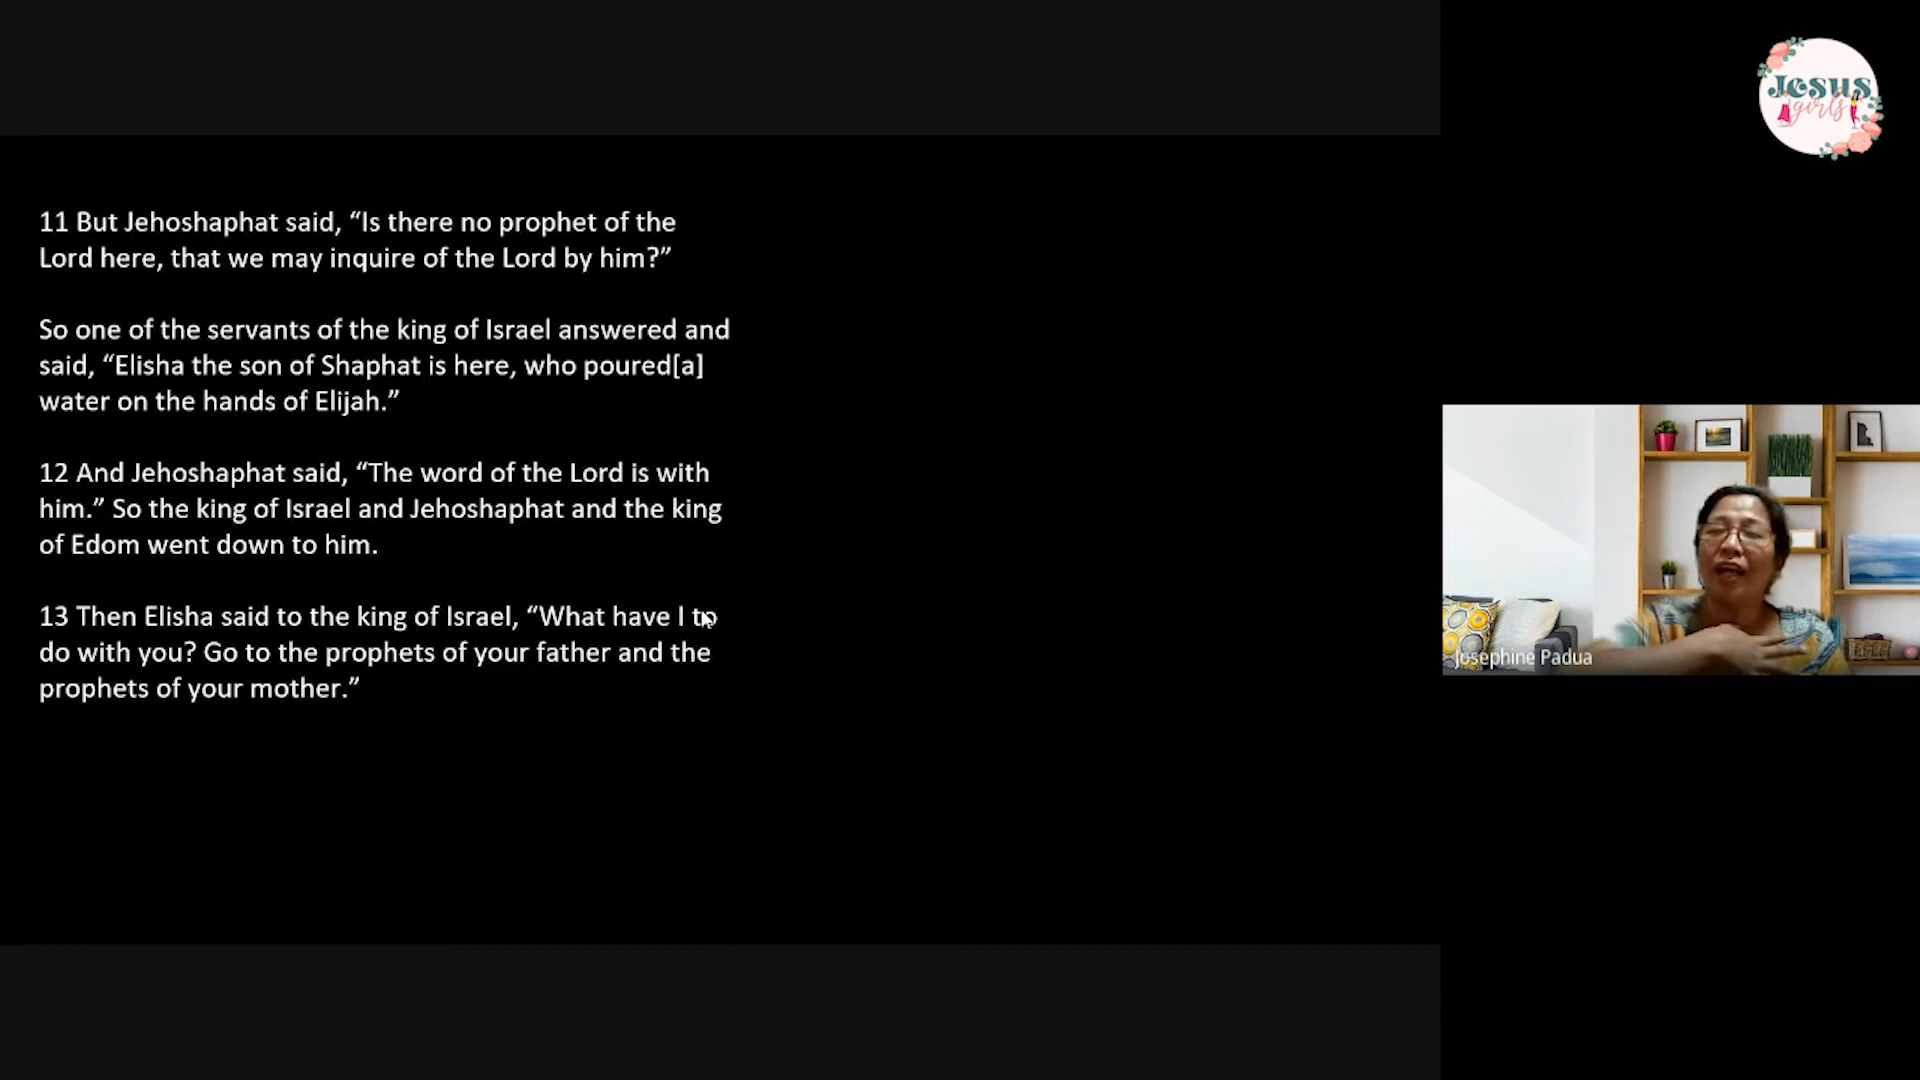 Jesus
girls
11 But Jehoshaphat said, “Is there no prophet of the
Lord here, that we may inquire of the Lord by him?”
So one of the servants of the king of Israel answered and
said, “Elisha the son of Shaphat is here, who poured[a]
water on the hands of Elijah.”
12 And Jehoshaphat said, “The word of the Lord is with
him.” So the king of Israel and Jehoshaphat and the king
of Edom went down to him.
13 Then Elisha said to the king of Israel, “What have I to
do with you? Go to the prophets of your father and the
prophets of your mother.”
Josephine Padua